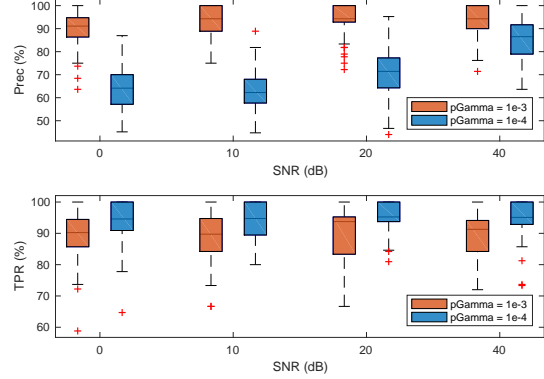 100
90
80
70
60
50
Prec (%)
pGamma = 1e-3
pGamma = 1e-4
0
10
20
40
SNR (dB)
100
90
80
70
60
TPR (%)
pGamma = 1e-3
pGamma = 1e-4
0
10
20
40
SNR (dB)